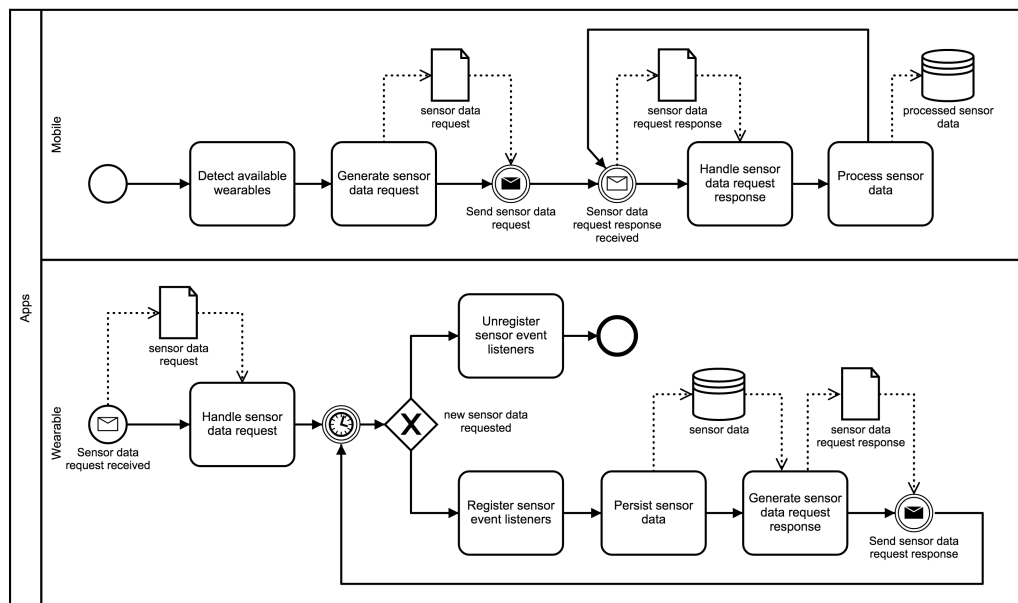 Apps
Mobile
sensor data
request
sensor data
request response
processed sensor
data
Detect available
wearables
Generate sensor
data request
Send sensor data
request
Sensor data
request response
received
Handle sensor
data request
response
Process sensor
data
Wearable
sensor data
request
Sensor data
request received
Handle sensor
data request
Unregister
sensor event
listeners
X
new sensor data
requested
sensor data
sensor data
request response
Register sensor
event listeners
Persist sensor
data
Generate sensor
data request
response
Send sensor data
request response